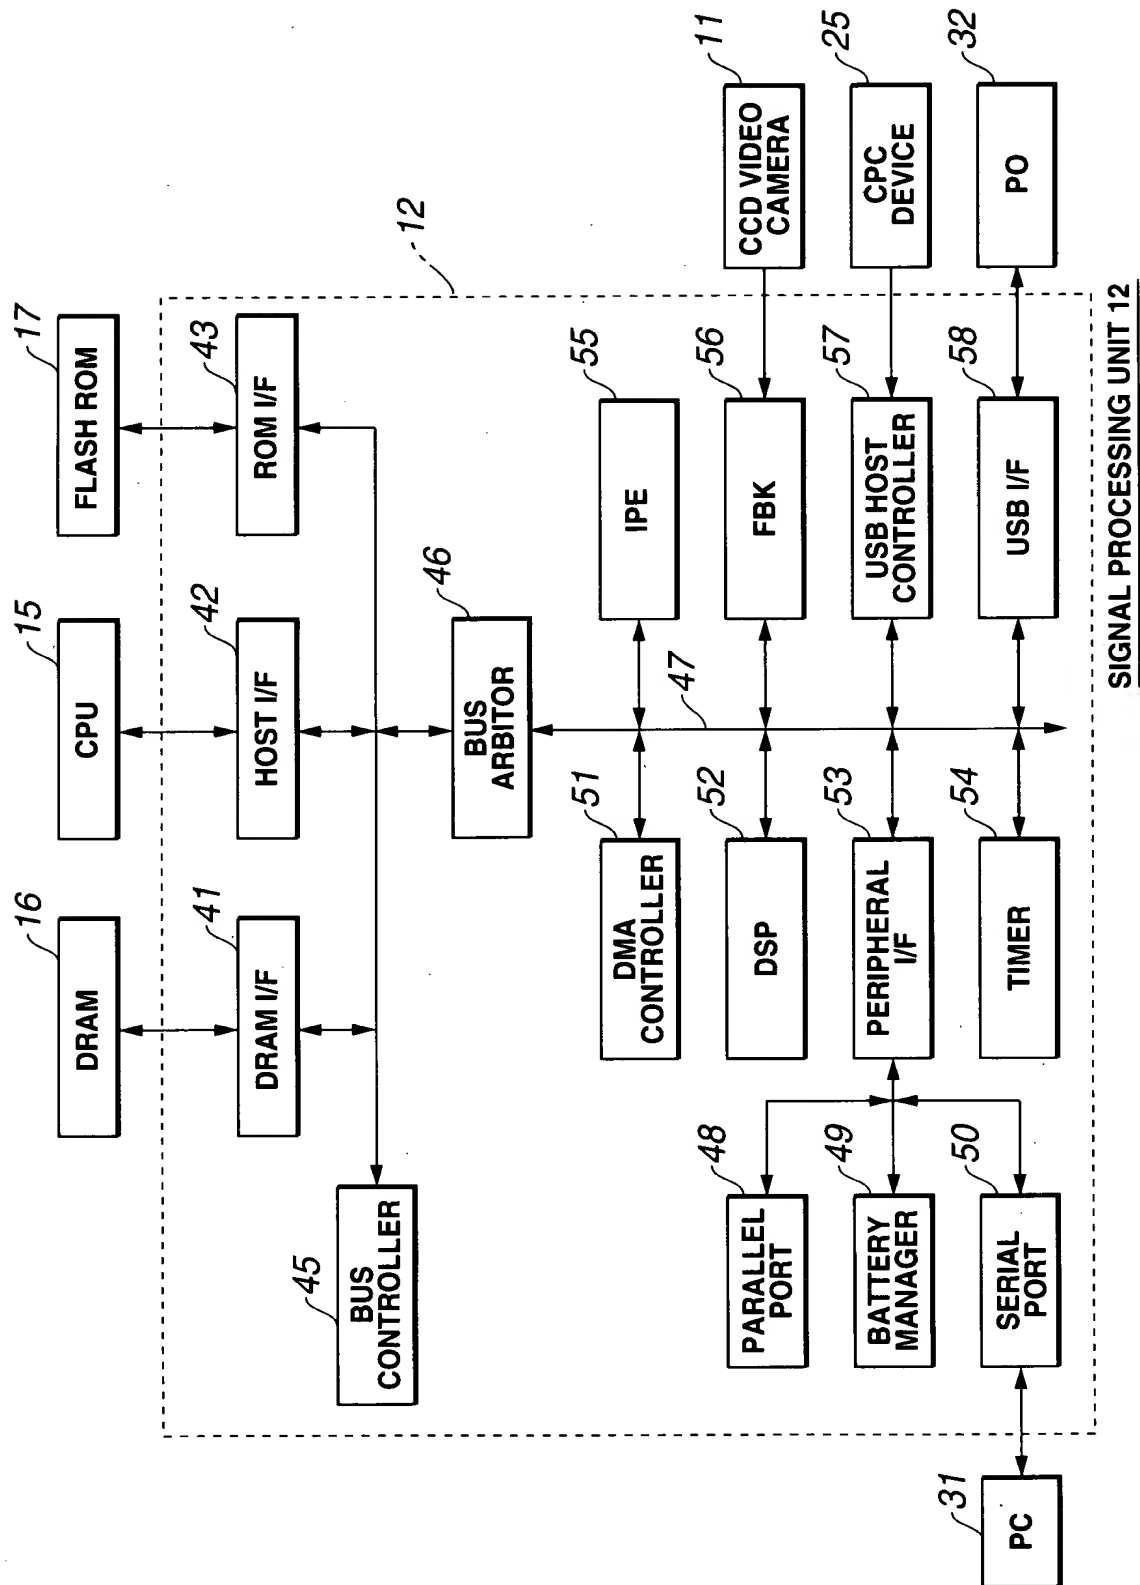 DRAM
16
CPU
15
FLASH ROM
17
DRAM I/F
41
HOST I/F
42
ROM I/F
43
12
BUS
CONTROLLER
45
BUS
ARBITOR
46
47
DMA
CONTROLLER
51
IPE
55
PARALLEL
PORT
48
DSP
52
FBK
56
CCD VIDEO
CAMERA
11
BATTERY
MANAGER
49
PERIPHERAL
I/F
53
USB HOST
CONTROLLER
57
CPC
DEVICE
25
PC
31
SERIAL
PORT
50
TIMER
54
USB I/F
58
PO
32
SIGNAL PROCESSING UNIT 12